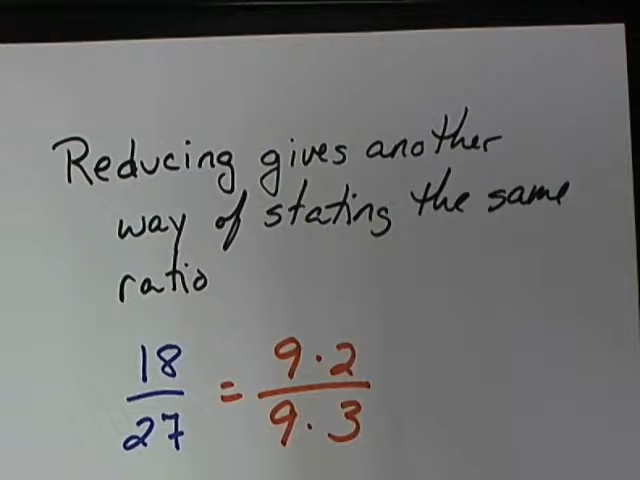 Reducing gives another
way of stating the same
ratio
18/27 = 9·2/9·3